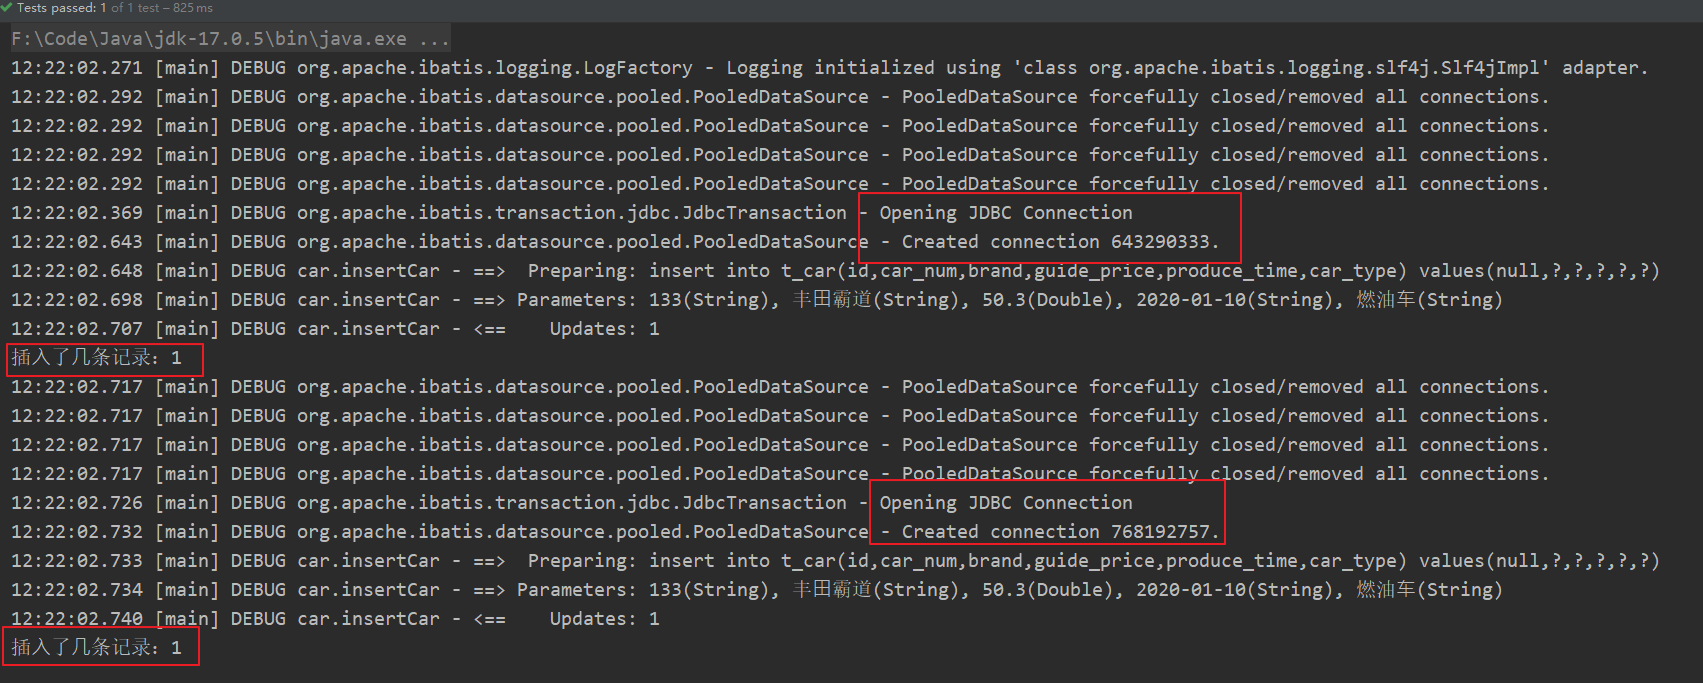 Tests passed: 1 of 1 test – 825 ms
F:\Code\Java\jdk-17.0.5\bin\java.exe ...
12:22:02.271 [main] DEBUG org.apache.ibatis.logging.LogFactory - Logging initialized using 'class org.apache.ibatis.logging.slf4j.Slf4jImpl' adapter.
12:22:02.292 [main] DEBUG org.apache.ibatis.datasource.pooled.PooledDataSource - PooledDataSource forcefully closed/removed all connections.
12:22:02.292 [main] DEBUG org.apache.ibatis.datasource.pooled.PooledDataSource - PooledDataSource forcefully closed/removed all connections.
12:22:02.292 [main] DEBUG org.apache.ibatis.datasource.pooled.PooledDataSource - PooledDataSource forcefully closed/removed all connections.
12:22:02.292 [main] DEBUG org.apache.ibatis.datasource.pooled.PooledDataSource - PooledDataSource forcefully closed/removed all connections.
12:22:02.369 [main] DEBUG org.apache.ibatis.transaction.jdbc.JdbcTransaction - Opening JDBC Connection
12:22:02.643 [main] DEBUG org.apache.ibatis.datasource.pooled.PooledDataSource - Created connection 643290333.
12:22:02.648 [main] DEBUG car.insertCar - ==>  Preparing: insert into t_car(id,car_num,brand,guide_price,produce_time,car_type) values(null,?,?,?,?,?)
12:22:02.698 [main] DEBUG car.insertCar - ==> Parameters: 133(String), 丰田霸道(String), 50.3(Double), 2020-01-10(String), 燃油车(String)
12:22:02.707 [main] DEBUG car.insertCar - <==    Updates: 1
插入了几条记录：1
12:22:02.717 [main] DEBUG org.apache.ibatis.datasource.pooled.PooledDataSource - PooledDataSource forcefully closed/removed all connections.
12:22:02.717 [main] DEBUG org.apache.ibatis.datasource.pooled.PooledDataSource - PooledDataSource forcefully closed/removed all connections.
12:22:02.717 [main] DEBUG org.apache.ibatis.datasource.pooled.PooledDataSource - PooledDataSource forcefully closed/removed all connections.
12:22:02.717 [main] DEBUG org.apache.ibatis.datasource.pooled.PooledDataSource - PooledDataSource forcefully closed/removed all connections.
12:22:02.726 [main] DEBUG org.apache.ibatis.transaction.jdbc.JdbcTransaction - Opening JDBC Connection
12:22:02.732 [main] DEBUG org.apache.ibatis.datasource.pooled.PooledDataSource - Created connection 768192757.
12:22:02.733 [main] DEBUG car.insertCar - ==>  Preparing: insert into t_car(id,car_num,brand,guide_price,produce_time,car_type) values(null,?,?,?,?,?)
12:22:02.734 [main] DEBUG car.insertCar - ==> Parameters: 133(String), 丰田霸道(String), 50.3(Double), 2020-01-10(String), 燃油车(String)
12:22:02.740 [main] DEBUG car.insertCar - <==    Updates: 1
插入了几条记录：1